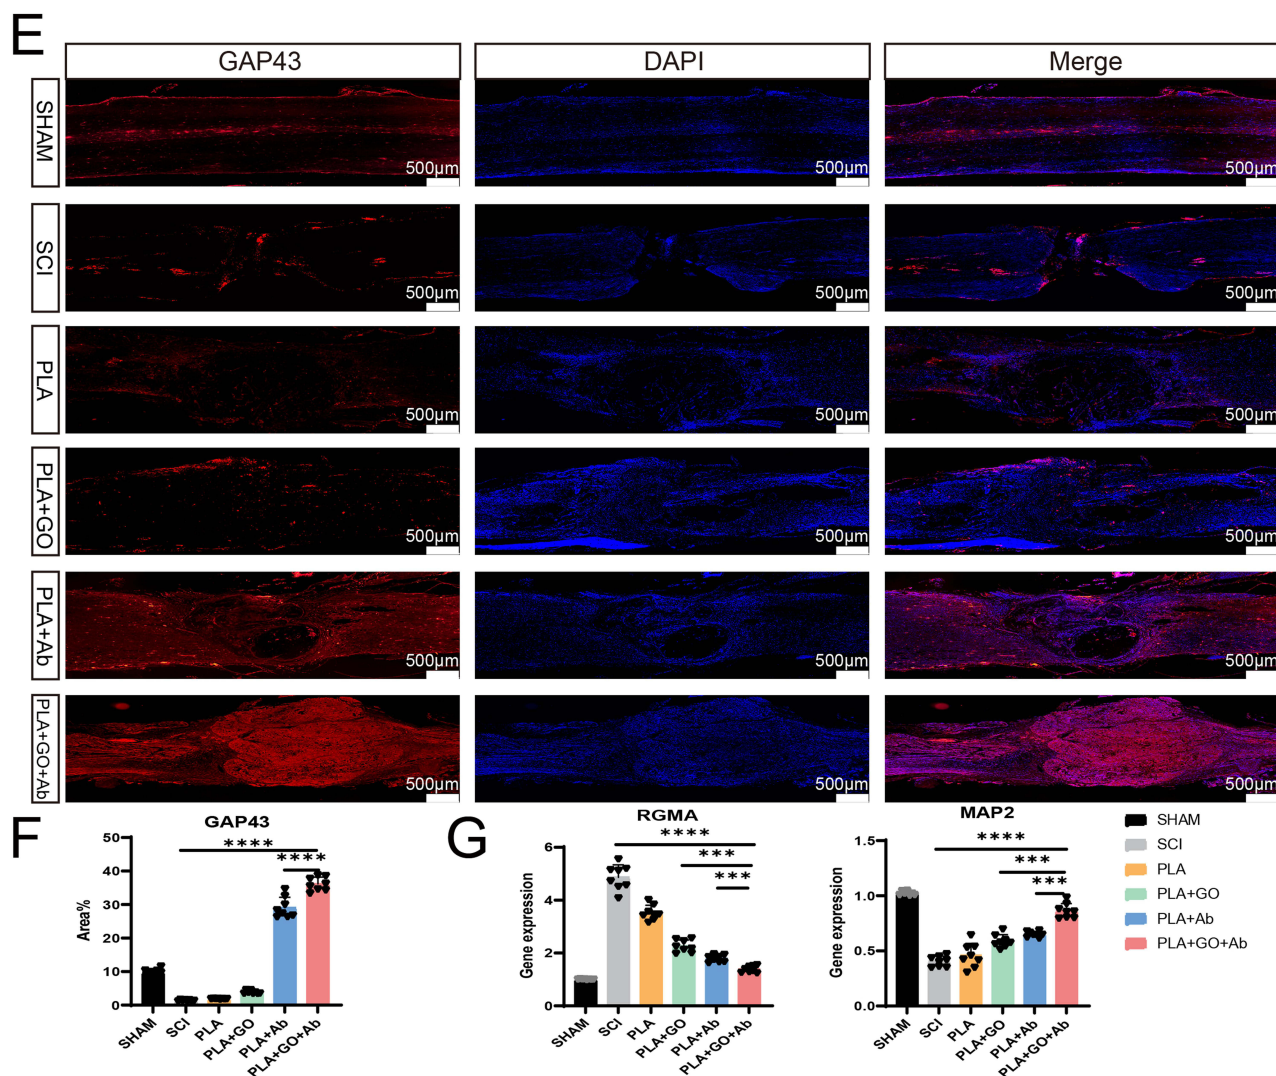 E
GAP43 DAPI Merge
SHAM
500μm 500μm 500μm
SCI
500μm 500μm 500μm
PLA
500μm 500μm 500μm
PLA+GO
500μm 500μm 500μm
PLA+Ab
500μm 500μm 500μm
PLA+GO+Ab
500μm 500μm 500μm
F
GAP43
Area%
50
40
30
20
10
0
****
****
SHAM SCI PLA PLA+GO PLA+Ab PLA+GO+Ab
G
RGMA
Gene expression
6
4
2
0
****
***
***
SHAM SCI PLA PLA+GO PLA+Ab PLA+GO+Ab
MAP2
Gene expression
1.5
1.0
0.5
0.0
****
***
***
SHAM SCI PLA PLA+GO PLA+Ab PLA+GO+Ab
SHAM
SCI
PLA
PLA+GO
PLA+Ab
PLA+GO+Ab